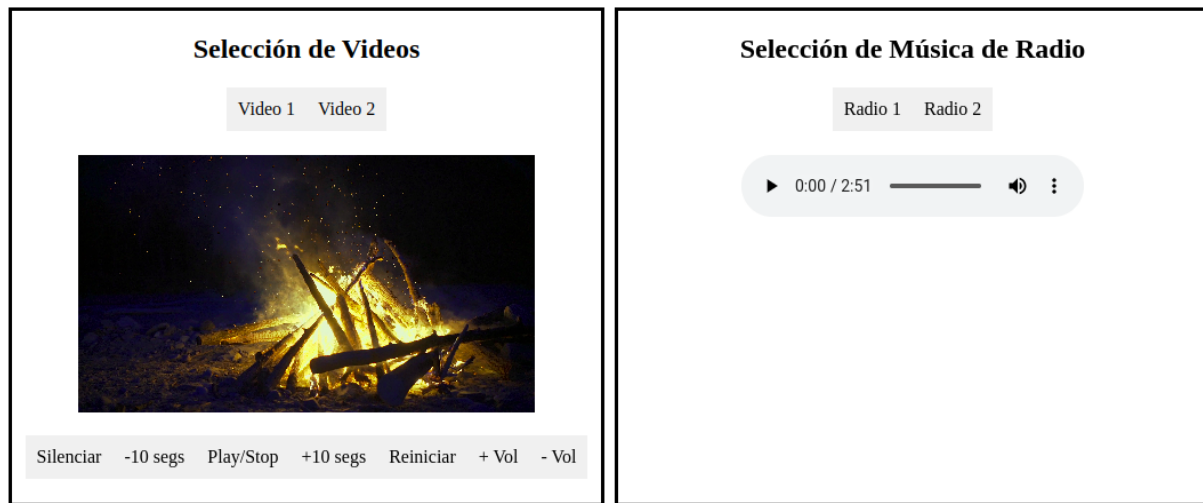 Selección de Videos
Video 1 Video 2
Silenciar -10 segs Play/Stop +10 segs Reiniciar + Vol - Vol
Selección de Música de Radio
Radio 1 Radio 2
0:00 / 2:51